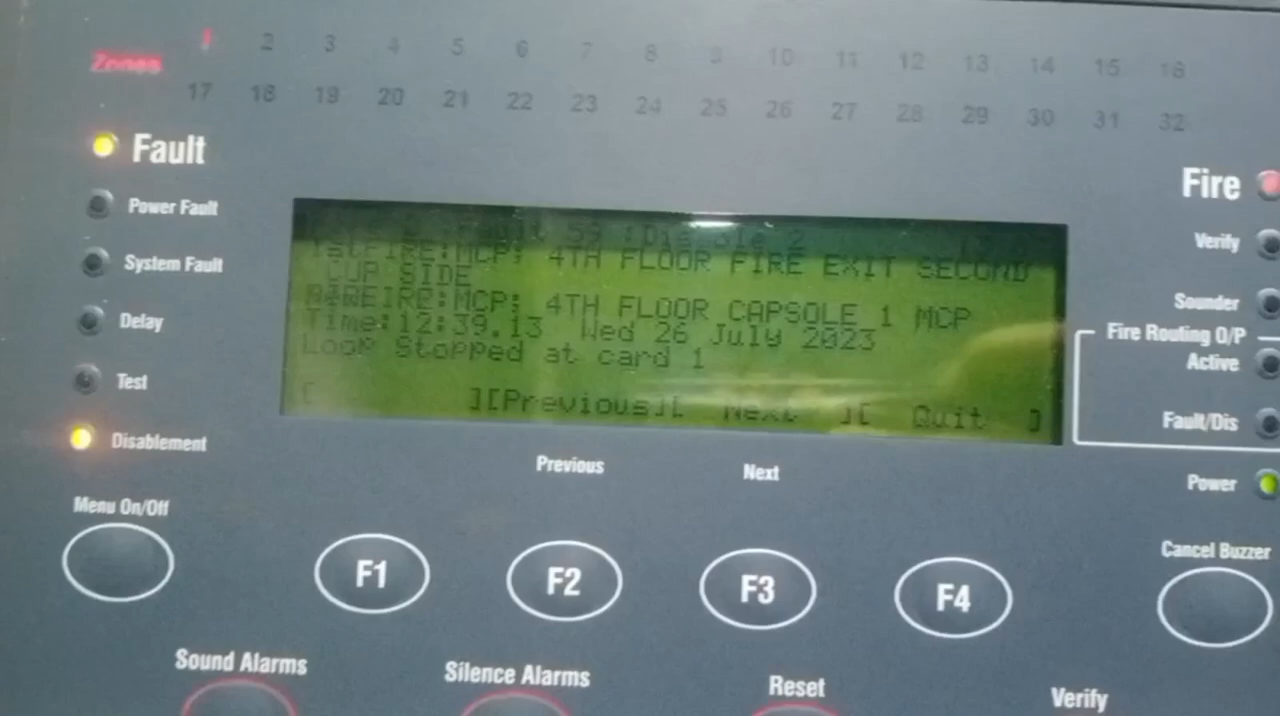 1 2 3 4 5 6 7 8 9 10 11 12 13 14 15 16
Zones
17 18 19 20 21 22 23 24 25 26 27 28 29 30 31 32
Fault
Power Fault
System Fault
Delay
Test
Disablement
Menu On/Off
1stFIRE:MCP: 4TH FLOOR FIRE EXIT SECOND
CUP SIDE
FIRE:MCP: 4TH FLOOR CAPSOLE 1 MCP
Time:12:39.13 Wed 26 July 2023
Loop Stopped at card 1
[ ][Previous][ Next ][ Quit ]
Previous
Next
F1
F2
F3
F4
Fire
Verify
Sounder
Fire Routing O/P
Active
Fault/Dis
Power
Cancel Buzzer
Sound Alarms
Silence Alarms
Reset
Verify